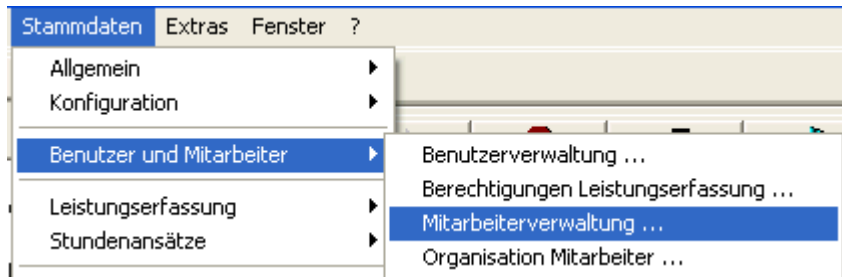 Stammdaten Extras Fenster ?
Allgemein
Konfiguration
Benutzer und Mitarbeiter
Leistungserfassung
Stundenansätze
Benutzerverwaltung ...
Berechtigungen Leistungserfassung ...
Mitarbeiterverwaltung ...
Organisation Mitarbeiter ...